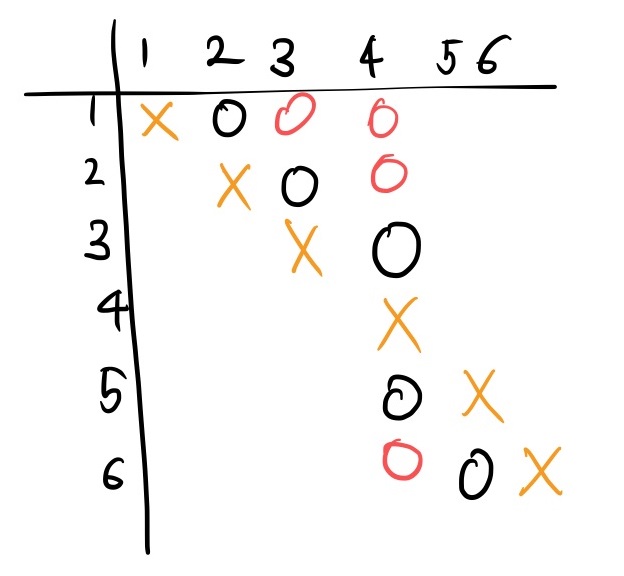 1 2 3 4 5 6
1 X O O O
2 X O O
3 X O
4 X
5 O X
6 O O X